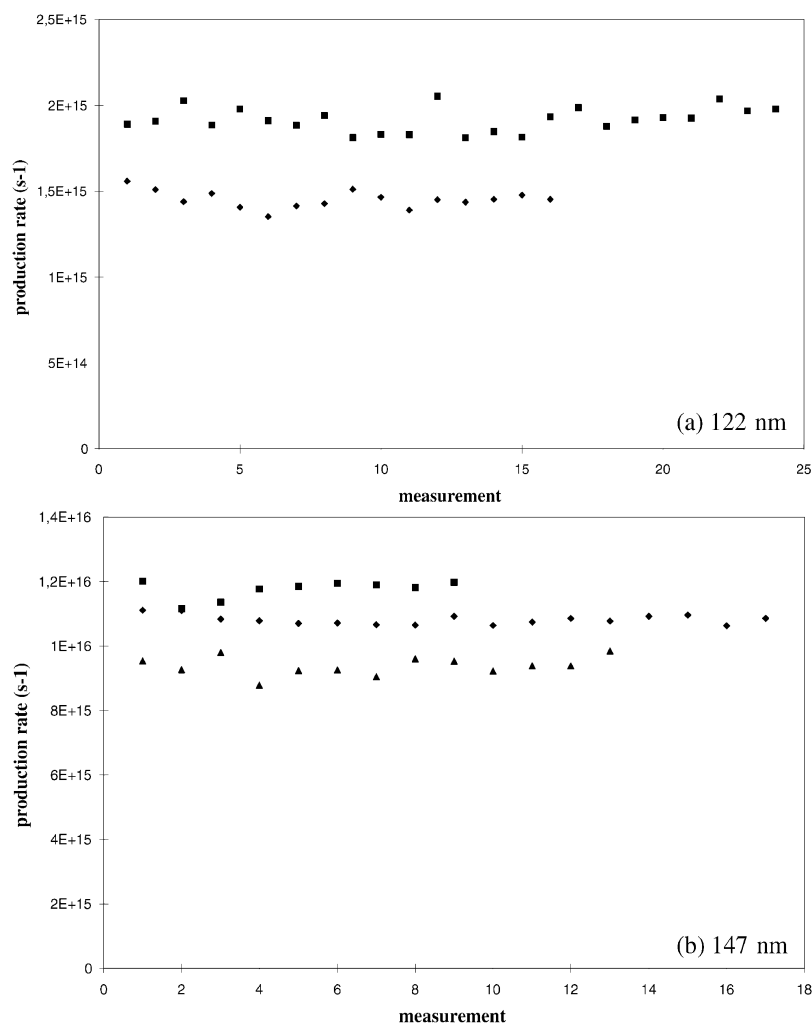 2,5E+15
2E+15
1,5E+15
1E+15
5E+14
0
0 5 10 15 20 25
production rate (s-1)
measurement
(a) 122 nm
1,4E+16
1,2E+16
1E+16
8E+15
6E+15
4E+15
2E+15
0
0 2 4 6 8 10 12 14 16 18
production rate (s-1)
measurement
(b) 147 nm